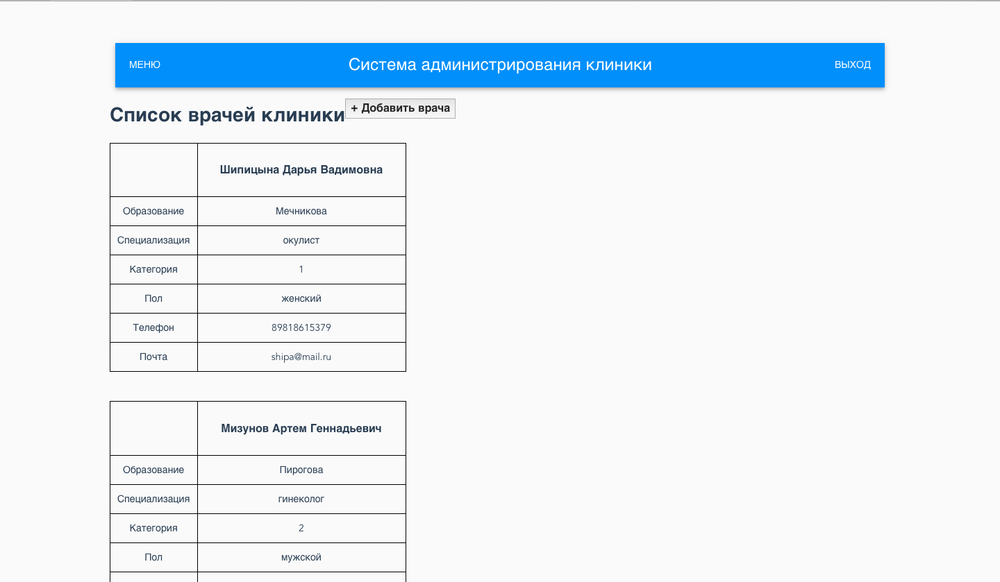 МЕНЮ Система администрирования клиники ВЫХОД
Список врачей клиники + Добавить врача
Шипицына Дарья Вадимовна
Образование Мечникова
Специализация окулист
Категория 1
Пол женский
Телефон 89818615379
Почта shipa@mail.ru
Мизунов Артем Геннадьевич
Образование Пирогова
Специализация гинеколог
Категория 2
Пол мужской